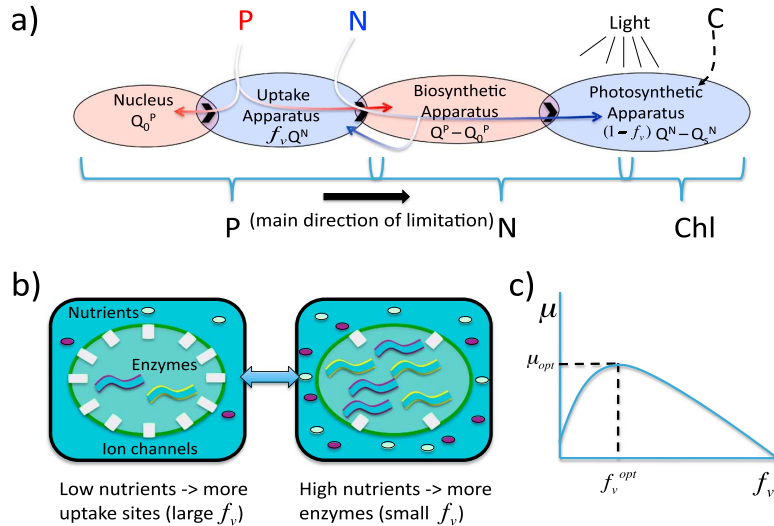 a)
P
N
Light
C
Nucleus
Q₀ᴾ
Uptake
Apparatus
fᵥQᴺ
Biosynthetic
Apparatus
Qᴾ–Q₀ᴾ
Photosynthetic
Apparatus
(1 – fᵥ) Qᴺ–Qₛᴺ
P
(main direction of limitation)
N
Chl
b)
Nutrients
Enzymes
Ion channels
Low nutrients -> more
uptake sites (large fᵥ)
High nutrients -> more
enzymes (small fᵥ)
c)
μ
μₒₚₜ
fᵥᵒᵖᵗ
fᵥ